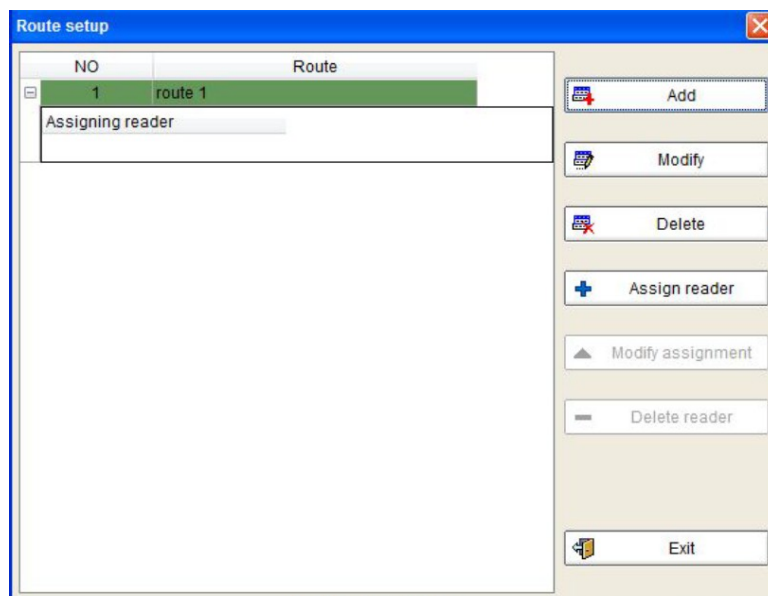 Route setup
NO Route
1 route 1
Assigning reader
Add
Modify
Delete
Assign reader
Modify assignment
Delete reader
Exit